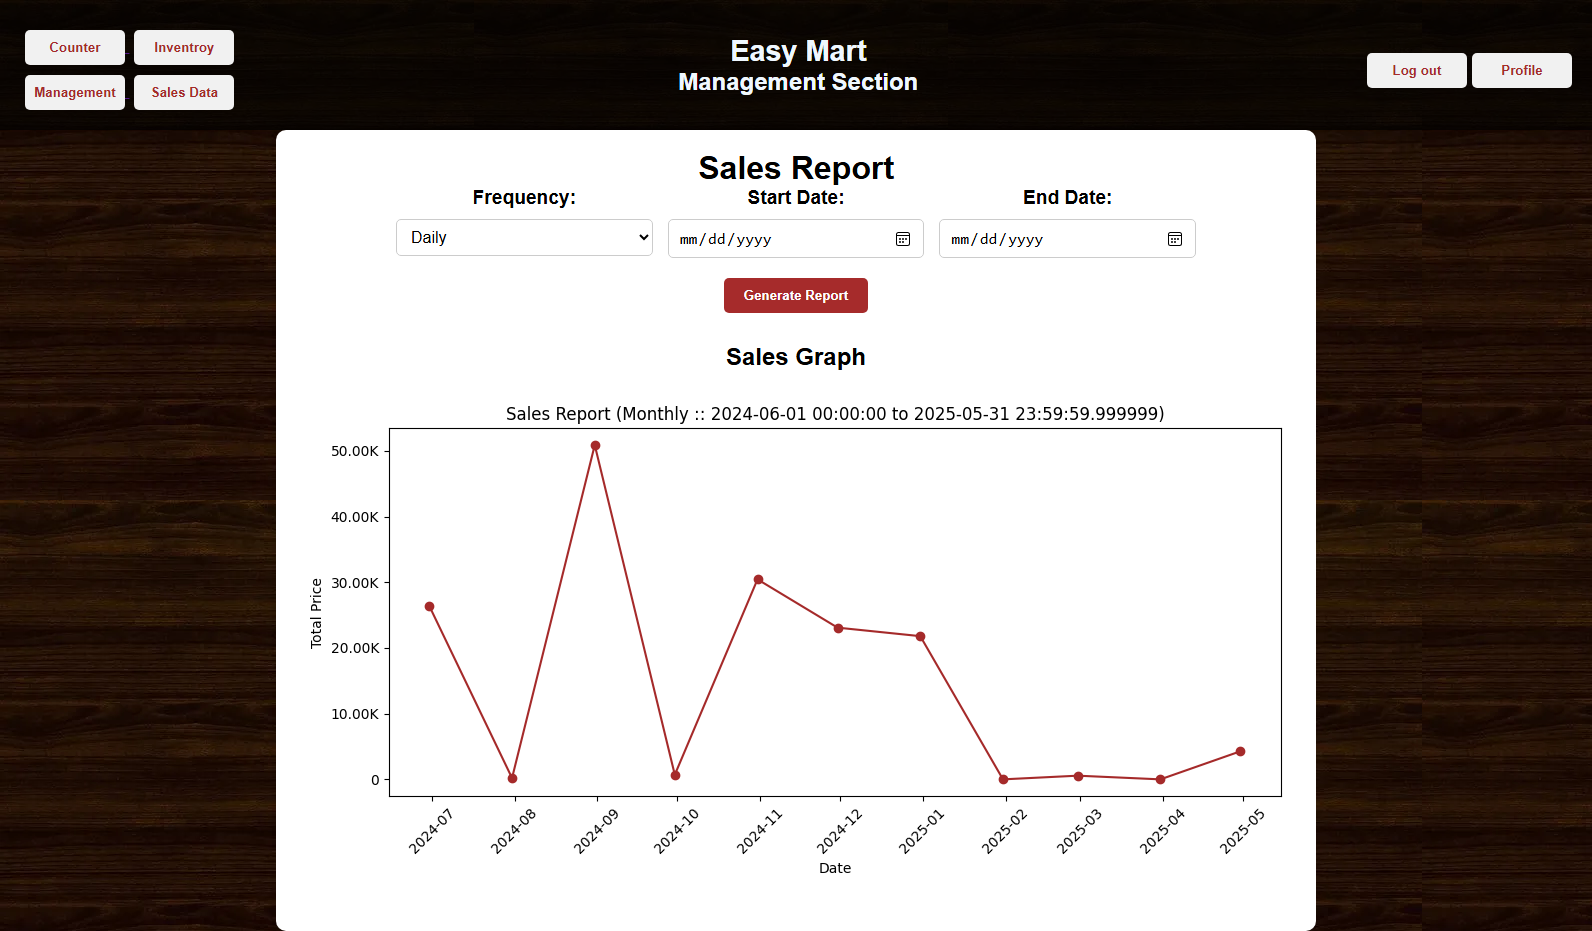 Counter
Inventroy
Management
Sales Data
Easy Mart
Management Section
Log out
Profile
Sales Report
Frequency:
Start Date:
End Date:
Daily
mm/dd/yyyy
mm/dd/yyyy
Generate Report
Sales Graph
Sales Report (Monthly :: 2024-06-01 00:00:00 to 2025-05-31 23:59:59.999999)
Total Price
50.00K
40.00K
30.00K
20.00K
10.00K
0
2024-07
2024-08
2024-09
2024-10
2024-11
2024-12
2025-01
2025-02
2025-03
2025-04
2025-05
Date